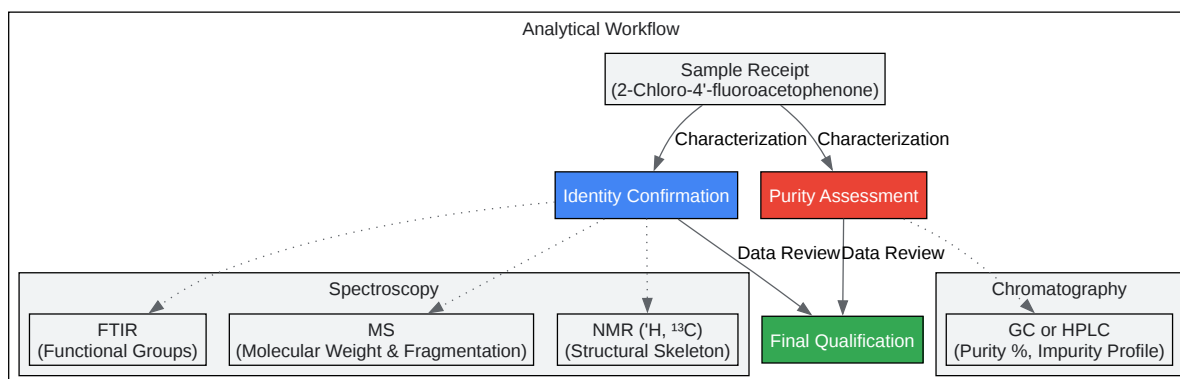 Analytical Workflow
Sample Receipt
(2-Chloro-4'-fluoroacetophenone)
Characterization
Characterization
Identity Confirmation
Purity Assessment
Data Review
Data Review
Spectroscopy
Chromatography
FTIR
(Functional Groups)
MS
(Molecular Weight & Fragmentation)
NMR ('H, ¹³C)
(Structural Skeleton)
Final Qualification
GC or HPLC
(Purity %, Impurity Profile)